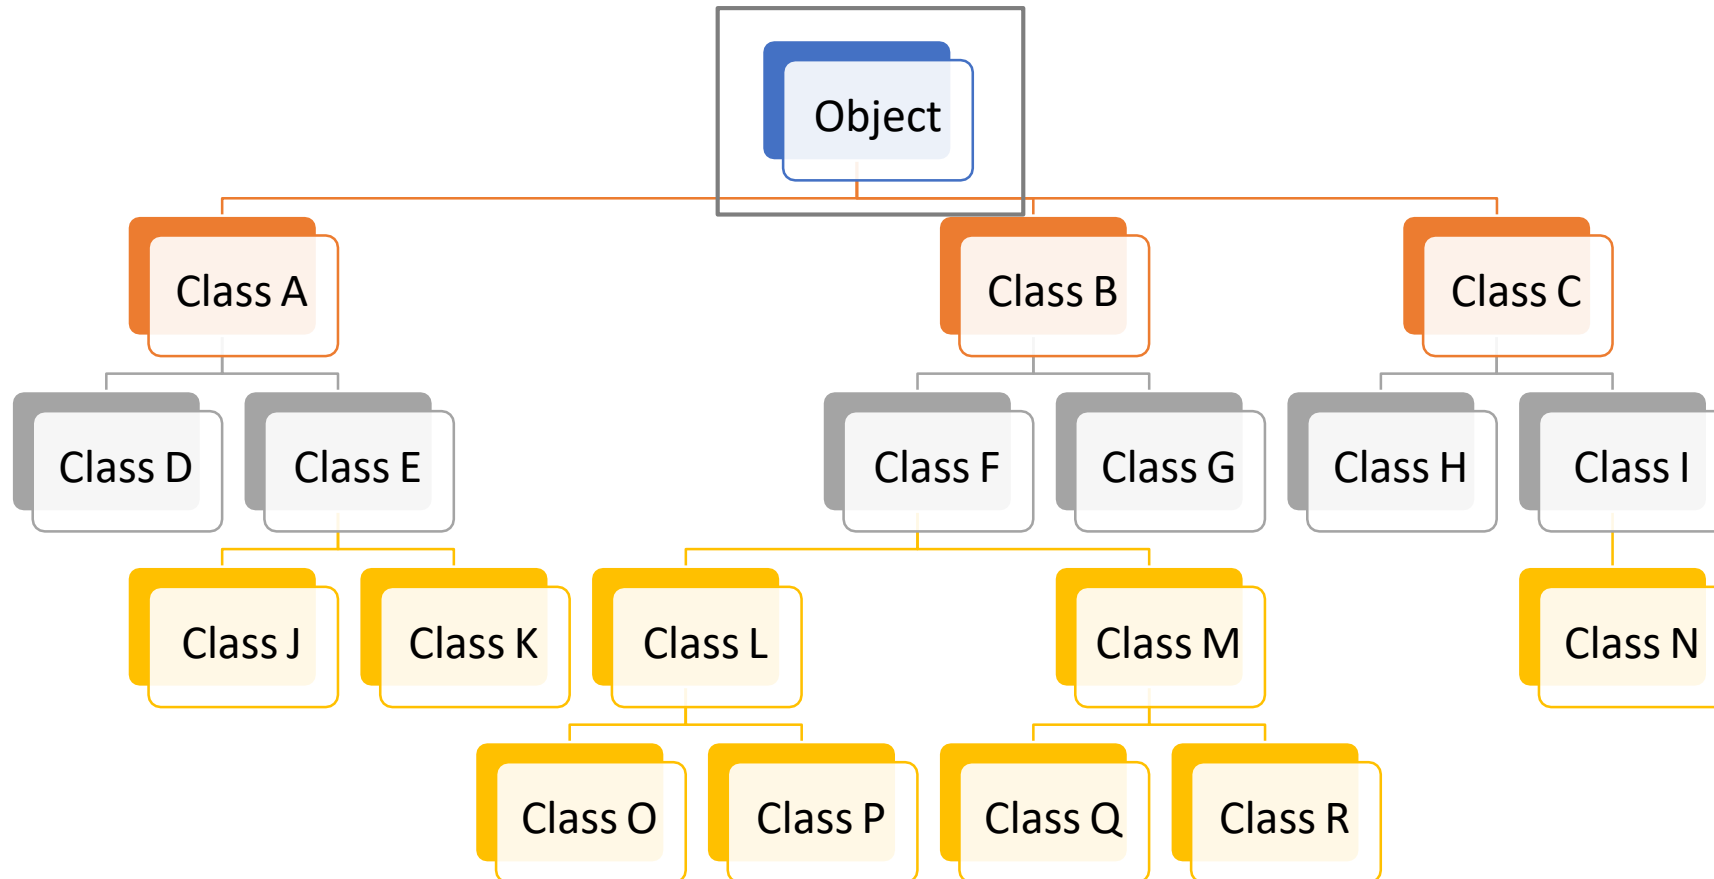 Object
Class A
Class B
Class C
Class D
Class E
Class F
Class G
Class H
Class I
Class J
Class K
Class L
Class M
Class N
Class O
Class P
Class Q
Class R